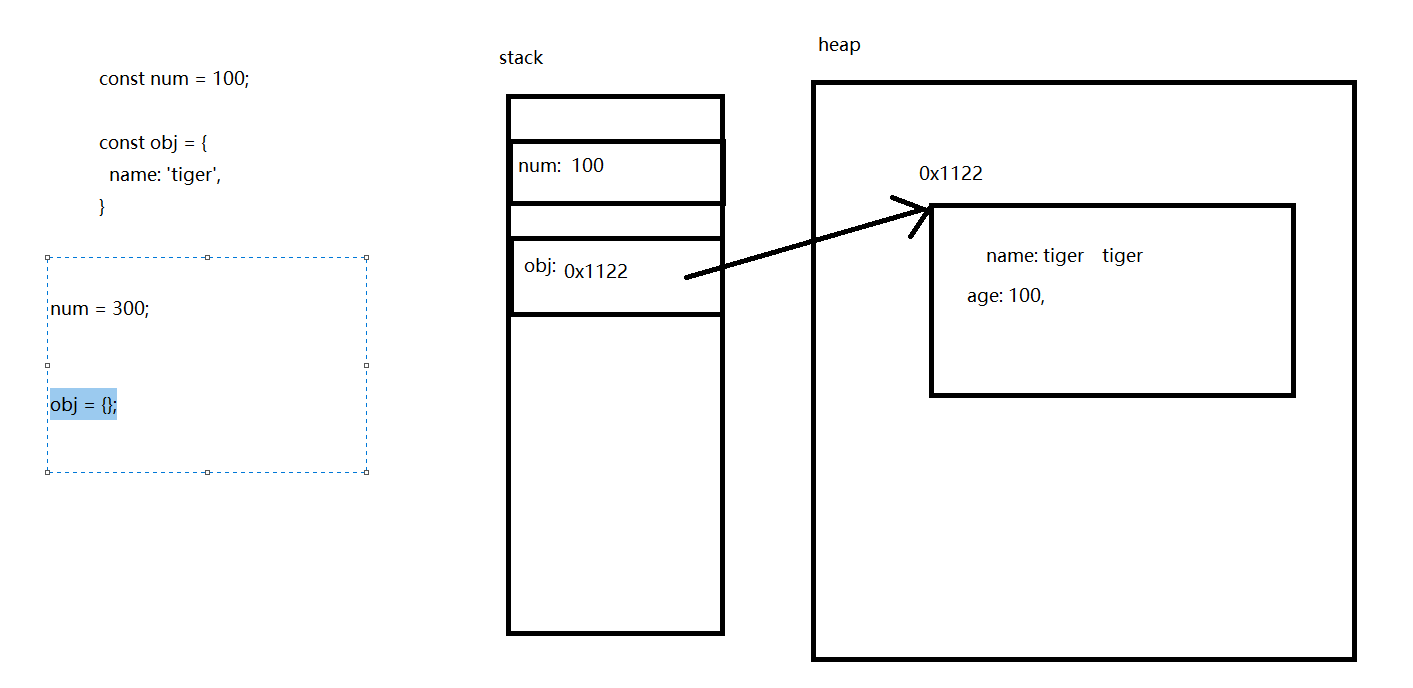 const num = 100;
const obj = {
name: 'tiger',
}
num = 300;
obj = {};
stack
num: 100
obj: 0x1122
heap
0x1122
name: tiger tiger
age: 100,